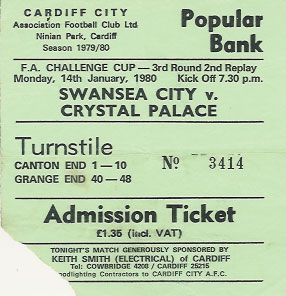 CARDIFF CITY
Association Football Club Ltd.
Ninian Park, Cardiff
Season 1979/80
Popular
Bank
F.A. CHALLENGE CUP — 3rd Round 2nd Replay
Monday, 14th January, 1980 Kick Off 7.30 p.m.
SWANSEA CITY v.
CRYSTAL PALACE
Turnstile
CANTON END 1—10
GRANGE END 40—48
No 3414
Admission Ticket
£1.35 (incl. VAT)
TONIGHT'S MATCH GENEROUSLY SPONSORED BY
KEITH SMITH (ELECTRICAL) of CARDIFF
Tel: COWBRIDGE 4208 / CARDIFF 25215
oodlighting Contractors to CARDIFF CITY A.F.C.